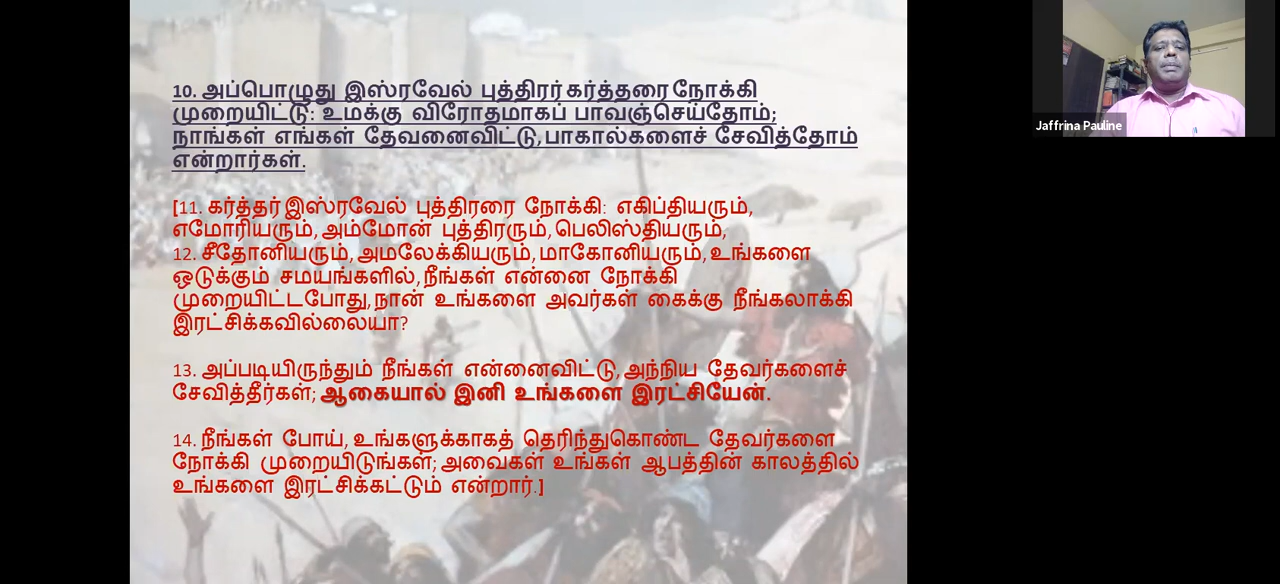 10. அப்பொழுது இஸ்ரவேல் புத்திரர் கர்த்தரை நோக்கி
முறையிட்டு: உமக்கு விரோதமாகப் பாவஞ்செய்தோம்;
நாங்கள் எங்கள் தேவனைவிட்டு, பாகால்களைச் சேவித்தோம்
என்றார்கள்.
[11. கர்த்தர் இஸ்ரவேல் புத்திரரை நோக்கி: எகிப்தியரும்,
எமோரியரும், அம்மோன் புத்திரரும், பெலிஸ்தியரும்,
12. சீதோனியரும், அமலேக்கியரும், மாகோனியரும், உங்களை
ஒடுக்கும் சமயங்களில், நீங்கள் என்னை நோக்கி
முறையிட்டபோது, நான் உங்களை அவர்கள் கைக்கு நீங்கலாக்கி
இரட்சிக்கவில்லையா?
13. அப்படியிருந்தும் நீங்கள் என்னைவிட்டு, அந்நிய தேவர்களைச்
சேவித்தீர்கள்; ஆகையால் இனி உங்களை இரட்சியேன்.
14. நீங்கள் போய், உங்களுக்காகத் தெரிந்துகொண்ட தேவர்களை
நோக்கி முறையிடுங்கள்; அவைகள் உங்கள் ஆபத்தின் காலத்தில்
உங்களை இரட்சிக்கட்டும் என்றார்.]
Jaffrina Pauline